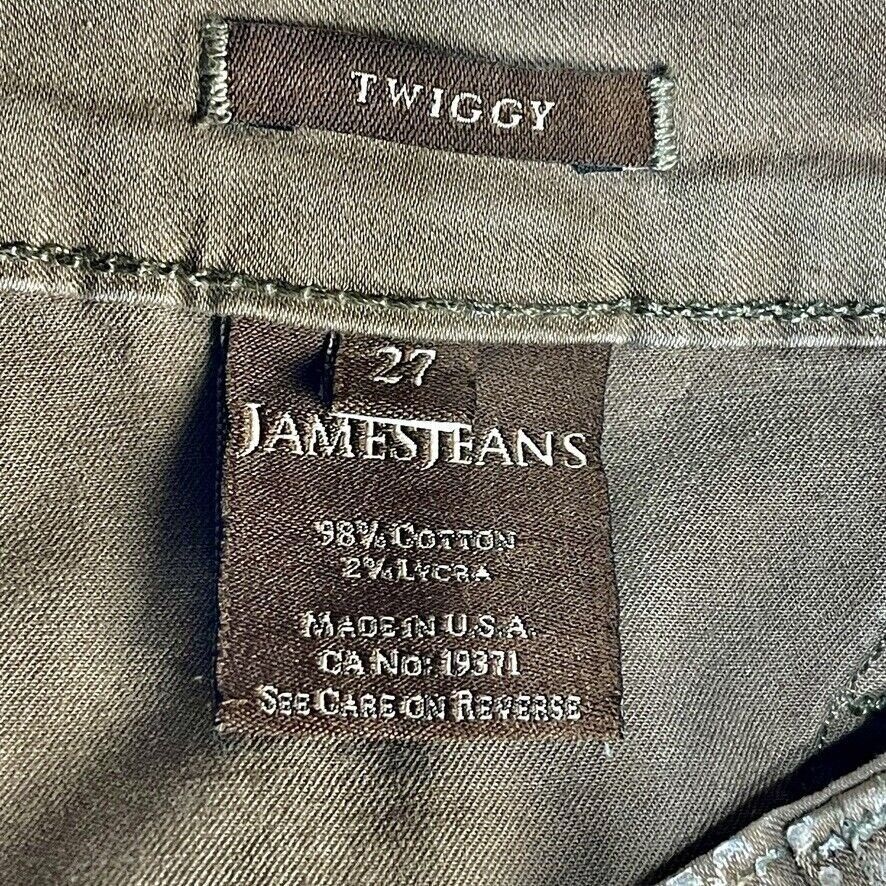 TWIGGY
27
JAMESJEANS
98% COTTON
2% LYCRA
MADE IN U.S.A.
CA NO: 19371
SEE CARE ON REVERSE